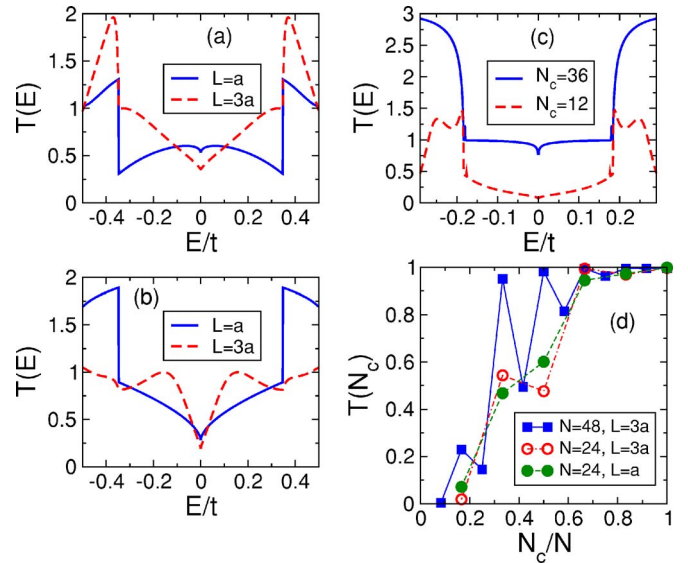 (a)
T(E)
2
1.5
1
0.5
0
L=a
L=3a
-0.4 -0.2 0 0.2 0.4
E/t
(c)
T(E)
3
2.5
2
1.5
1
0.5
0
N_c=36
N_c=12
-0.2 -0.1 0 0.1 0.2
E/t
(b)
T(E)
2
1.5
1
0.5
0
L=a
L=3a
-0.4 -0.2 0 0.2 0.4
E/t
(d)
T(N_c)
1
0.8
0.6
0.4
0.2
0
N=48, L=3a
N=24, L=3a
N=24, L=a
0 0.2 0.4 0.6 0.8 1
N_c/N